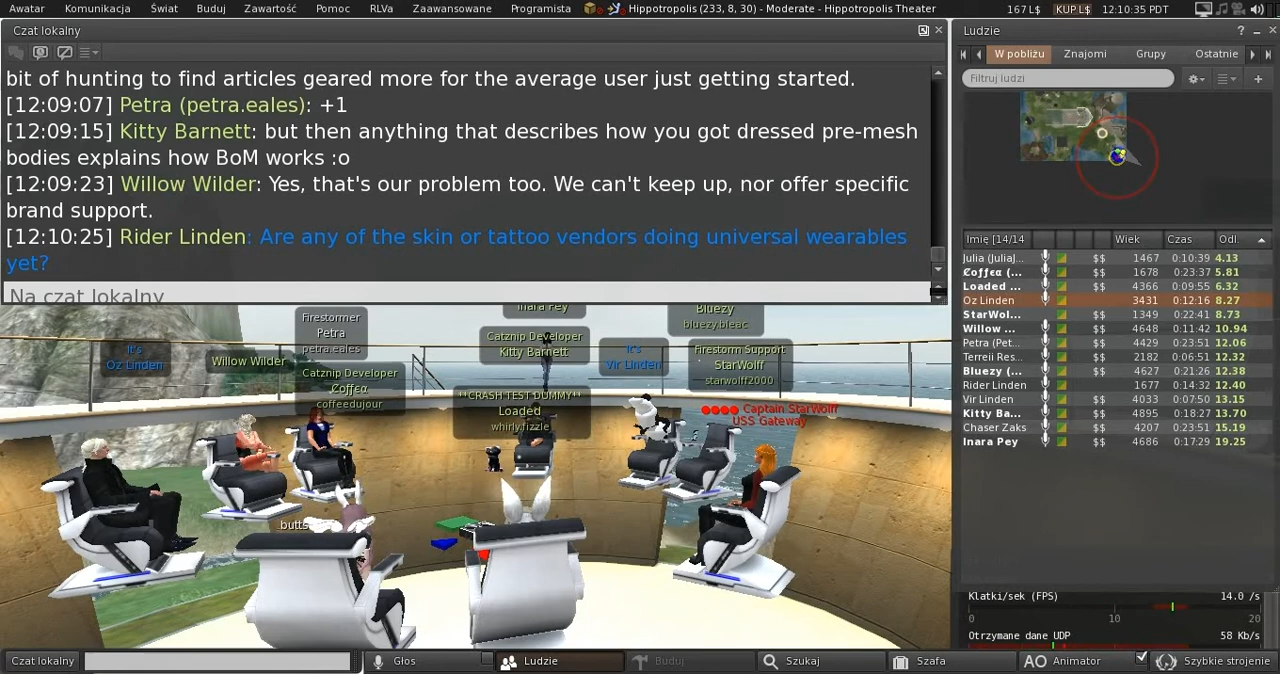 Awatar Komunikacja Świat Buduj Zawartość Pomoc RLVa Zaawansowane Programista Hippotropolis (233, 8, 30) - Moderate - Hippotropolis Theater 167 L$ KUP L$ 12:10:35 PDT
Czat lokalny
bit of hunting to find articles geared more for the average user just getting started.
[12:09:07] Petra (petra.eales): +1
[12:09:15] Kitty Barnett: but then anything that describes how you got dressed pre-mesh
bodies explains how BoM works :o
[12:09:23] Willow Wilder: Yes, that's our problem too. We can't keep up, nor offer specific
brand support.
[12:10:25] Rider Linden: Are any of the skin or tattoo vendors doing universal wearables
yet?
Na czat lokalny
Inara Pey
Bluezy
bluezy.bleac
Firestormer
Petra
petra.eales
Catznip Developer
Kitty Barnett
It's
Oz Linden
Willow Wilder
It's
Vir Linden
Firestorm Support
StarWolff
starwolff2000
Catznip Developer
Coffee
coffeedujour
**CRASH TEST DUMMY**
Loaded
whirly.fizzle
Captain StarWolff
USS Gateway
butts
Ludzie
W pobliżu Znajomi Grupy Ostatnie
Filtruj ludzi
Imię [14/14 Wiek Czas Odl.
Julia (JuliaJ... $$ 1467 0:10:39 4.13
Ȼσƒƒєα (... $$ 1678 0:23:37 5.81
Loaded ... $$ 4366 0:09:55 6.32
Oz Linden 3431 0:12:16 8.27
StarWol... $$ 1349 0:22:41 8.73
Willow ... $$ 4648 0:11:42 10.94
Petra (Pet... $$ 4429 0:23:51 12.06
Terreii Res... $$ 2182 0:06:51 12.32
Bluezy (... $$ 4627 0:21:26 12.38
Rider Linden 1677 0:14:32 12.40
Vir Linden $$ 4033 0:07:50 13.15
Kitty Ba... $$ 4895 0:18:27 13.70
Chaser Zaks $$ 4207 0:23:51 15.19
Inara Pey $$ 4686 0:17:29 19.25
Klatki/sek (FPS) 14.0 /s
0 10 20
Otrzymane dane UDP 58 Kb/s
Czat lokalny Głos Ludzie Buduj Szukaj Szafa AO Animator Szybkie strojenie